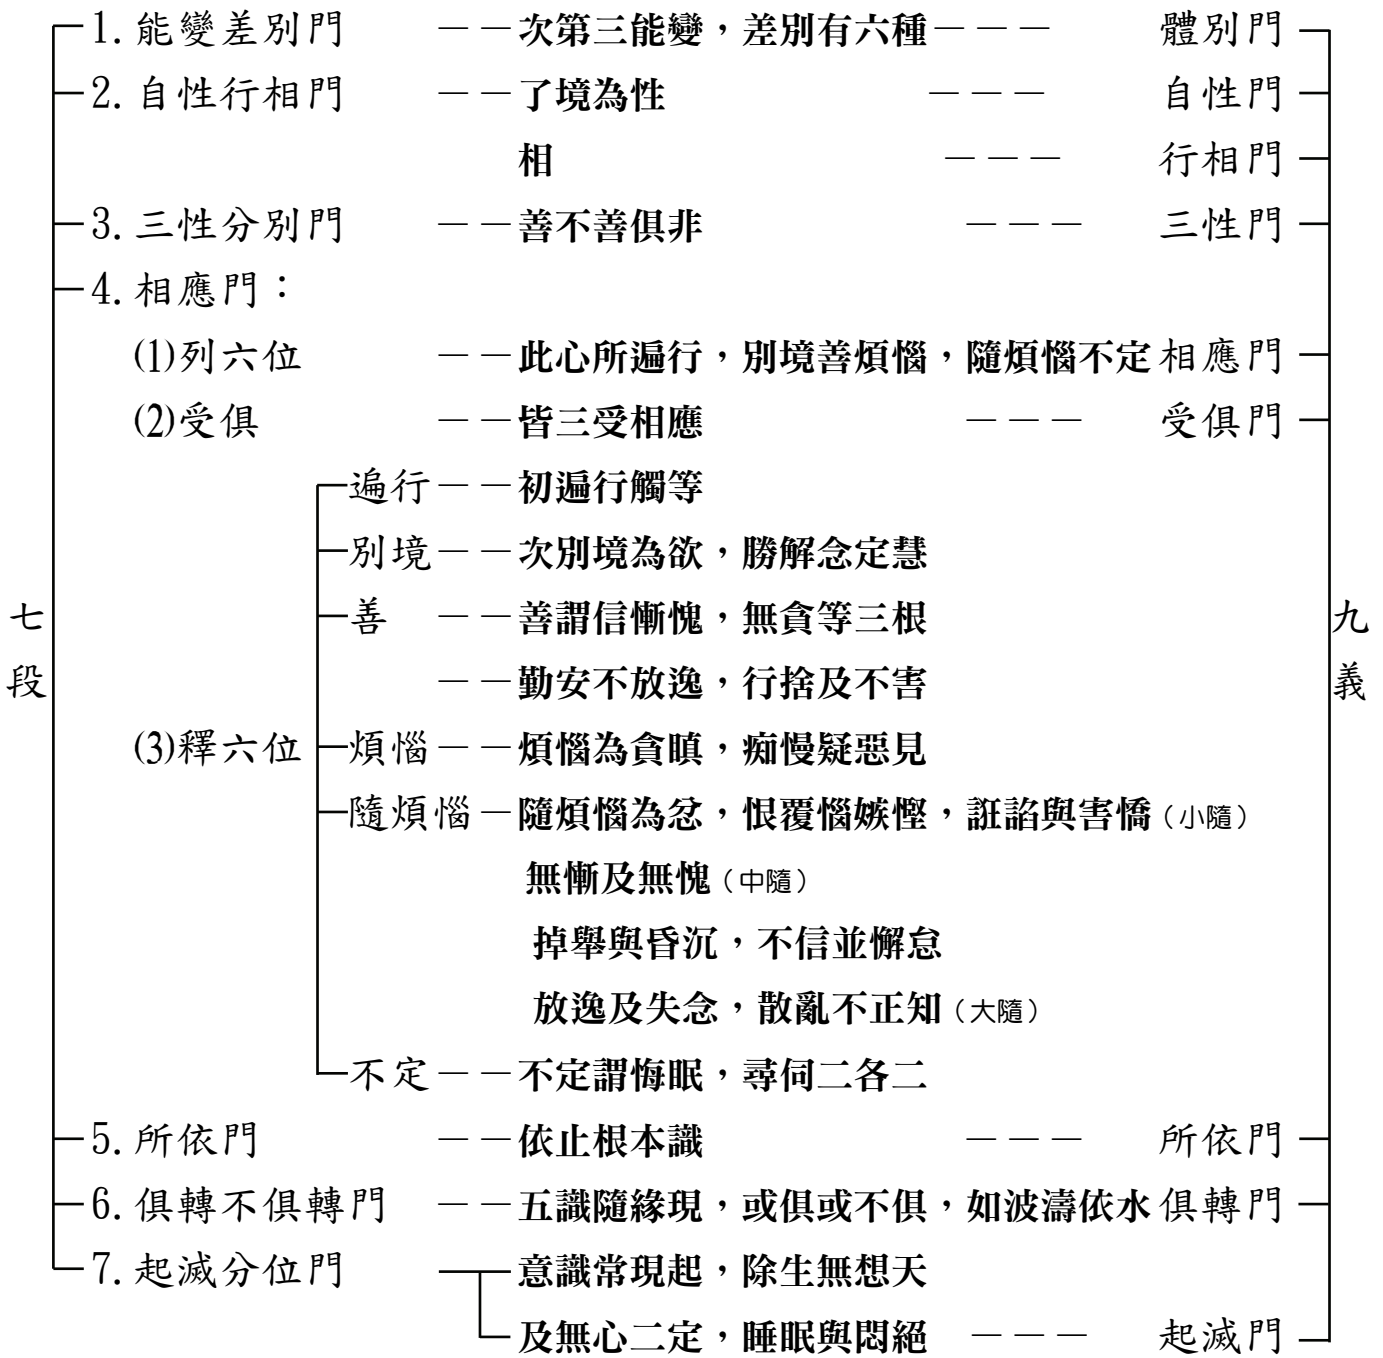 1. 能變差別門 －－次第三能變，差別有六種－－－ 體別門
2. 自性行相門 －－了境為性 －－－ 自性門
相 －－－ 行相門
3. 三性分別門 －－善不善俱非 －－－ 三性門
4. 相應門：
(1)列六位 －－此心所遍行，別境善煩惱，隨煩惱不定 相應門
(2)受俱 －－皆三受相應 －－－ 受俱門
遍行－－初遍行觸等
別境－－次別境為欲，勝解念定慧
七 善 －－善謂信慚愧，無貪等三根 九
段 －－勤安不放逸，行捨及不害 義
(3)釋六位 煩惱－－煩惱為貪瞋，痴慢疑惡見
隨煩惱－隨煩惱為忿，恨覆惱嫉慳，誑諂與害憍（小隨）
無慚及無愧（中隨）
掉舉與昏沉，不信並懈怠
放逸及失念，散亂不正知（大隨）
不定－－不定謂悔眠，尋伺二各二
5. 所依門 －－依止根本識 －－－ 所依門
6. 俱轉不俱轉門 －－五識隨緣現，或俱或不俱，如波濤依水 俱轉門
7. 起滅分位門 意識常現起，除生無想天
及無心二定，睡眠與悶絕 －－－ 起滅門